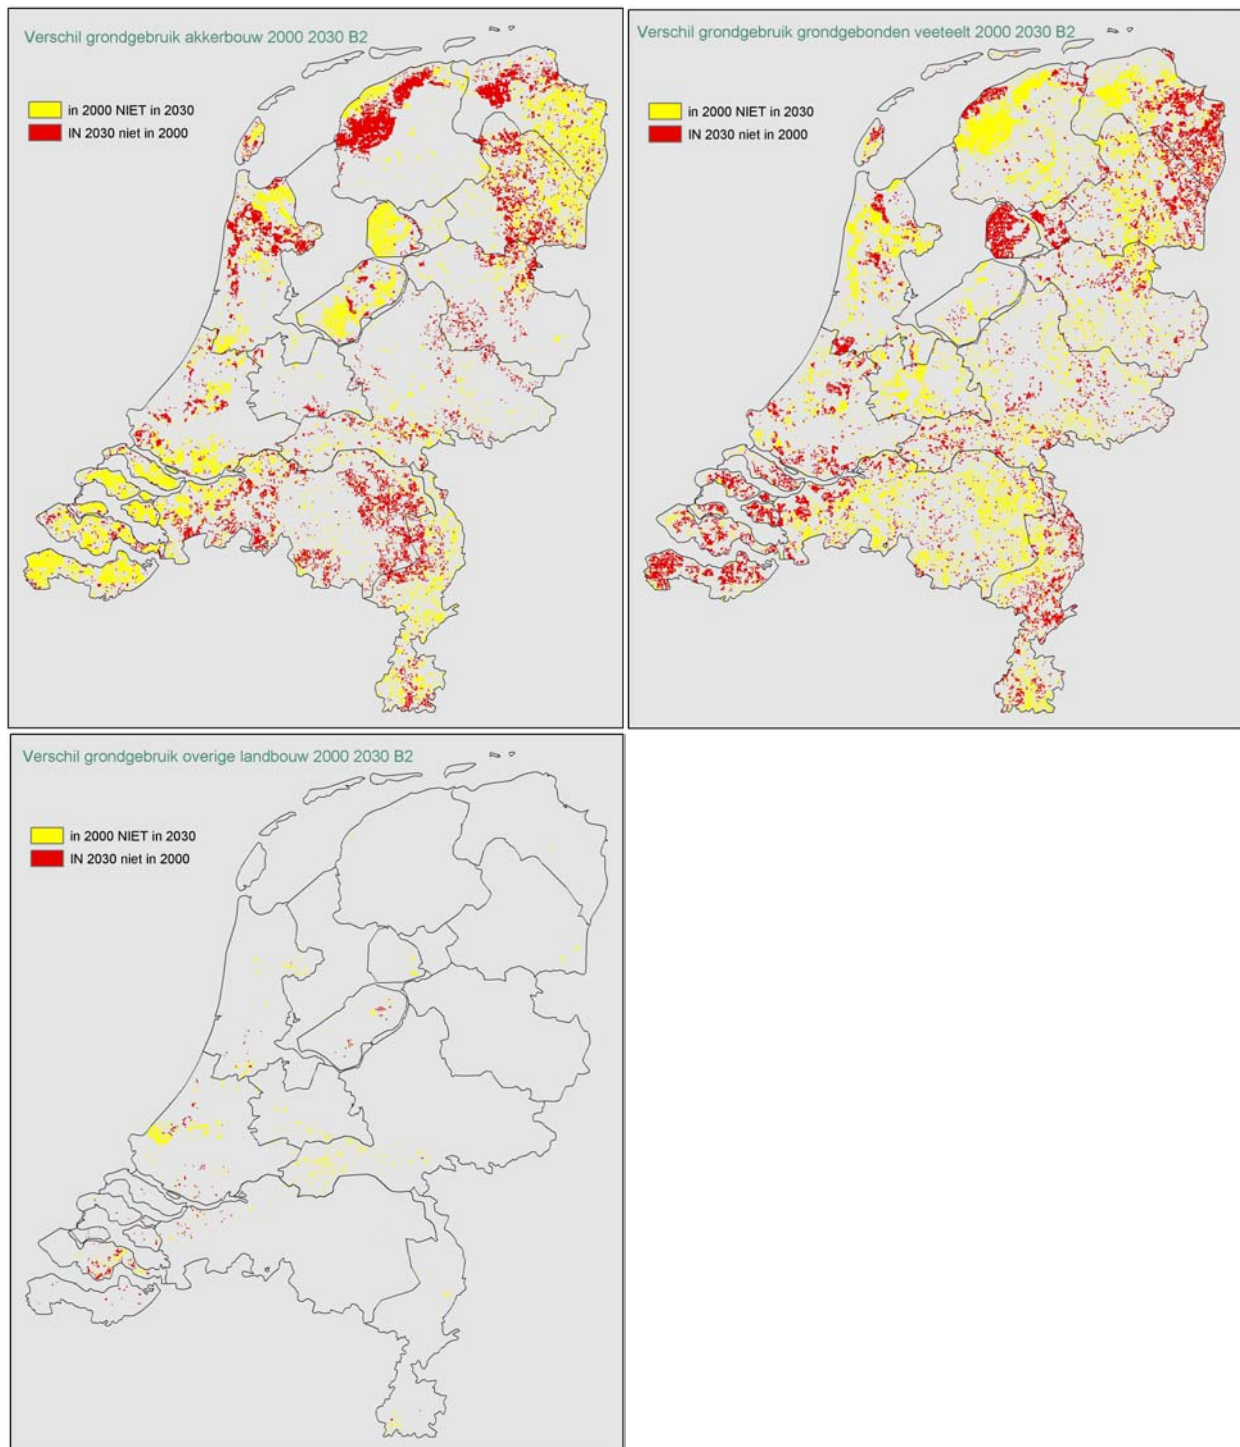 Verschil grondgebruik akkerbouw 2000 2030 B2
in 2000 NIET in 2030
IN 2030 niet in 2000
Verschil grondgebruik grondgebonden veeteelt 2000 2030 B2
in 2000 NIET in 2030
IN 2030 niet in 2000
Verschil grondgebruik overige landbouw 2000 2030 B2
in 2000 NIET in 2030
IN 2030 niet in 2000